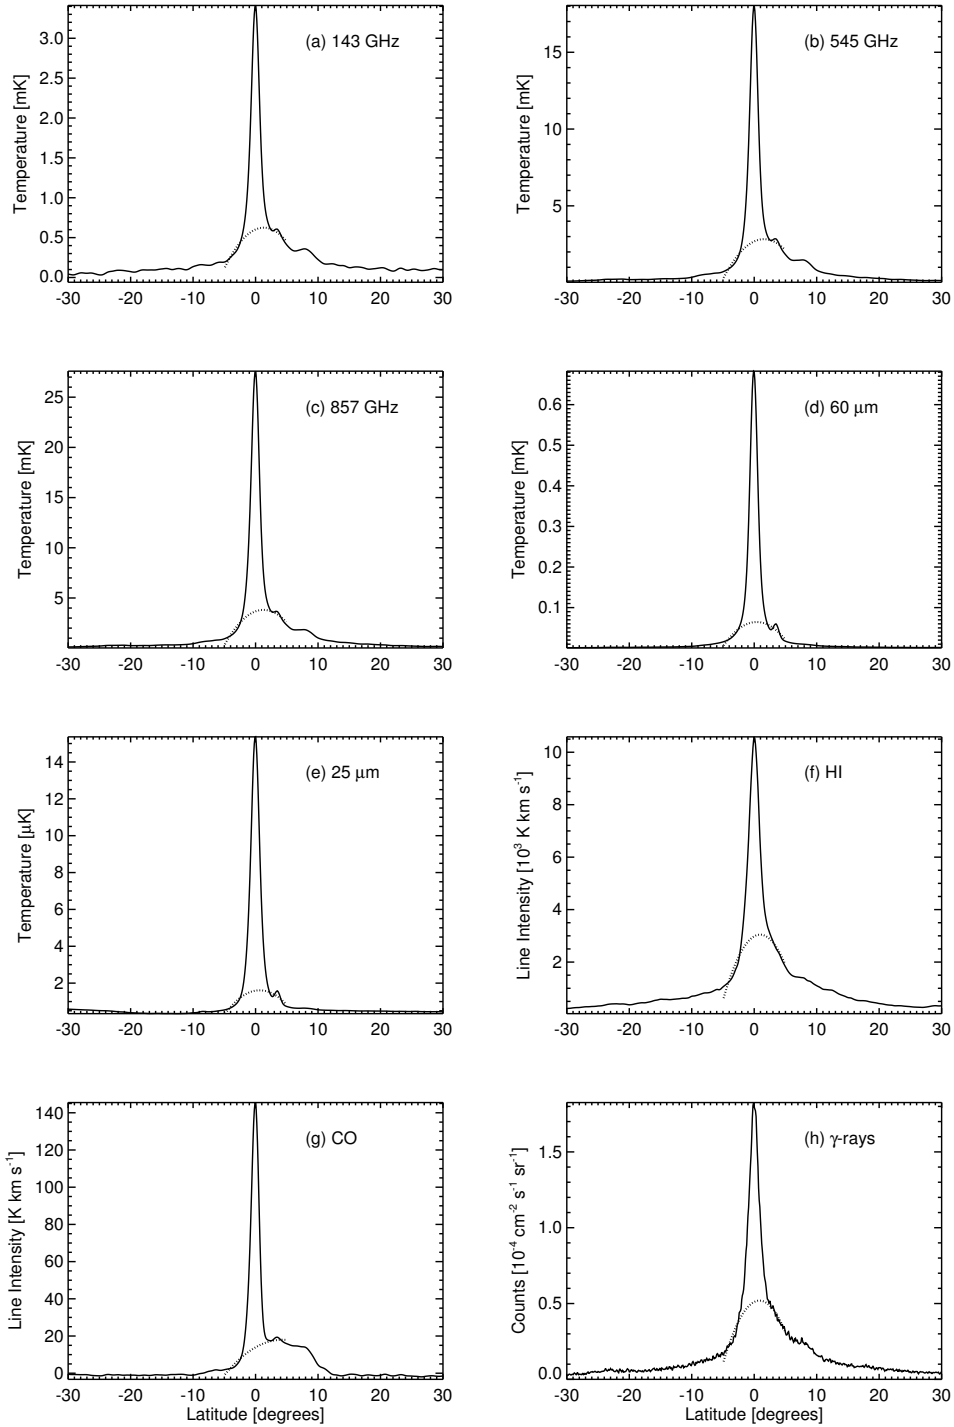 (a) 143 GHz
Temperature [mK]
3.0
2.5
2.0
1.5
1.0
0.5
0.0
-30 -20 -10 0 10 20 30
(b) 545 GHz
Temperature [mK]
15
10
5
-30 -20 -10 0 10 20 30
(c) 857 GHz
Temperature [mK]
25
20
15
10
5
-30 -20 -10 0 10 20 30
(d) 60 μm
Temperature [mK]
0.6
0.5
0.4
0.3
0.2
0.1
-30 -20 -10 0 10 20 30
(e) 25 μm
Temperature [μK]
14
12
10
8
6
4
2
-30 -20 -10 0 10 20 30
(f) HI
Line Intensity [10³ K km s⁻¹]
10
8
6
4
2
-30 -20 -10 0 10 20 30
(g) CO
Line Intensity [K km s⁻¹]
140
120
100
80
60
40
20
0
-30 -20 -10 0 10 20 30
Latitude [degrees]
(h) γ-rays
Counts [10⁻⁴ cm⁻² s⁻¹ sr⁻¹]
1.5
1.0
0.5
0.0
-30 -20 -10 0 10 20 30
Latitude [degrees]